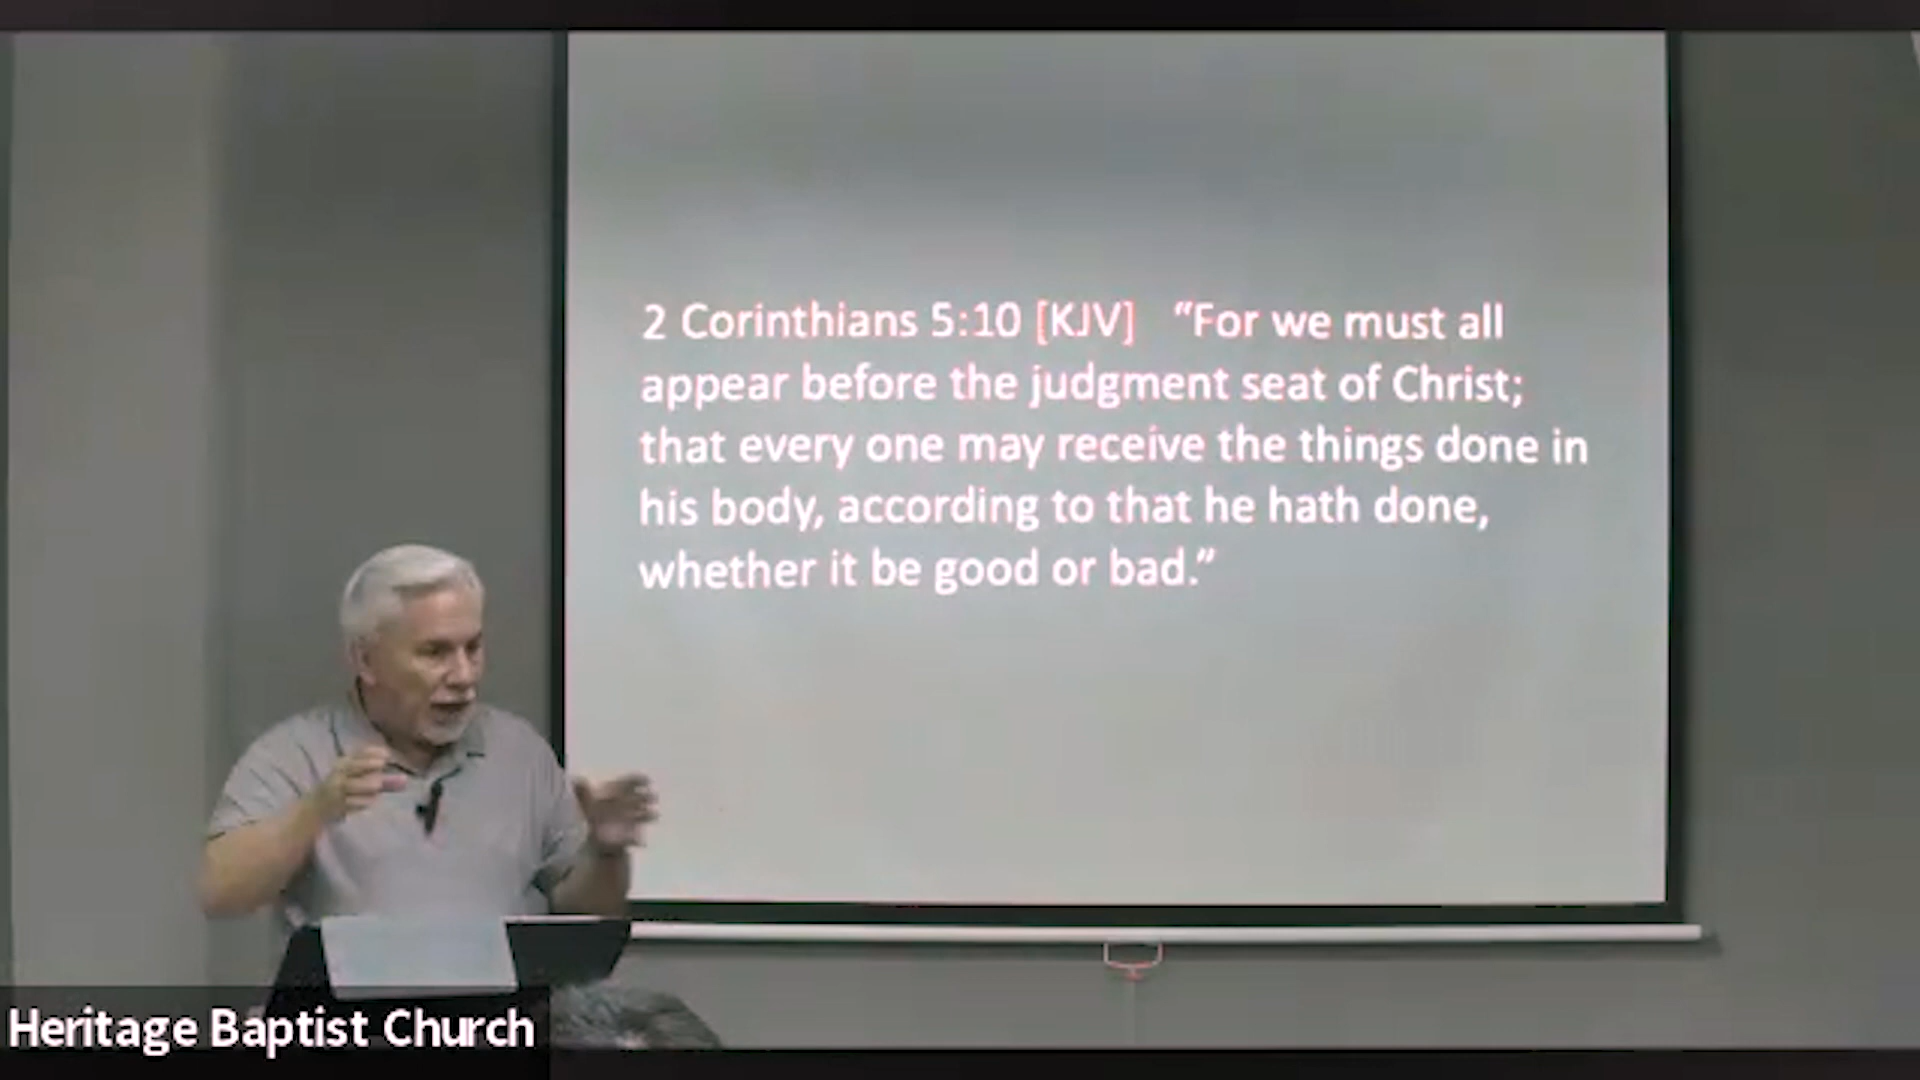 2 Corinthians 5:10 [KJV] “For we must all
appear before the judgment seat of Christ;
that every one may receive the things done in
his body, according to that he hath done,
whether it be good or bad.”
Heritage Baptist Church